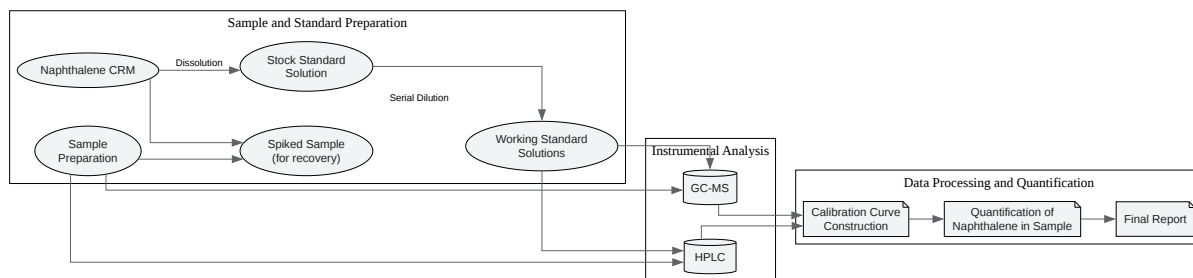 Sample and Standard Preparation
Naphthalene CRM
Dissolution
Stock Standard
Solution
Serial Dilution
Sample
Preparation
Spiked Sample
(for recovery)
Working Standard
Solutions
Instrumental Analysis
GC-MS
HPLC
Data Processing and Quantification
Calibration Curve
Construction
Quantification of
Naphthalene in Sample
Final Report